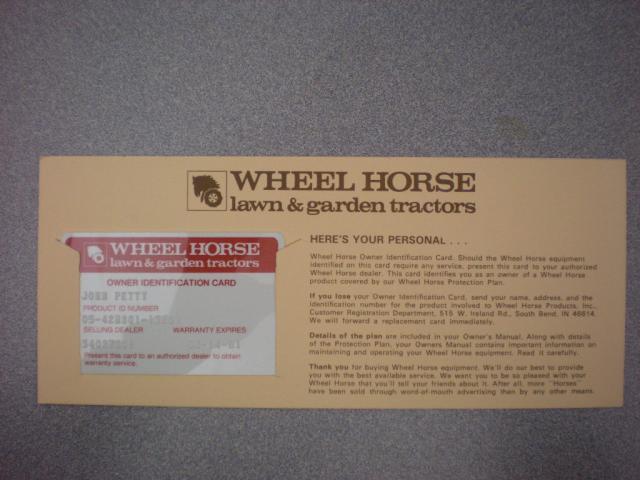 WHEEL HORSE
lawn & garden tractors
WHEEL HORSE
lawn & garden tractors
OWNER IDENTIFICATION CARD
JOHN PETTY
PRODUCT ID NUMBER
SELLING DEALER WARRANTY EXPIRES
Present this card to an authorized dealer to obtain
warranty service.
HERE'S YOUR PERSONAL . . .
Wheel Horse Owner Identification Card. Should the Wheel Horse equipment
identified on this card require any service, present this card to your authorized
Wheel Horse dealer. This card identifies you as an owner of a Wheel Horse
product covered by our Wheel Horse Protection Plan.
If you lose your Owner Identification Card, send your name, address, and the
Identification number for the product involved to Wheel Horse Products, Inc.,
Customer Registration Department, 515 W. Ireland Rd., South Bend, IN 46614.
We will forward a replacement card immediately.
Details of the plan are included in your Owner's Manual. Along with details
of the Protection Plan, your Owners Manual contains important information on
maintaining and operating your Wheel Horse equipment. Read it carefully.
Thank you for buying Wheel Horse equipment. We'll do our best to provide
you with the best available service. We want you to be so pleased with your
Wheel Horse that you'll tell your friends about it. After all, more "Horses"
have been sold through word-of-mouth advertising than by any other means.